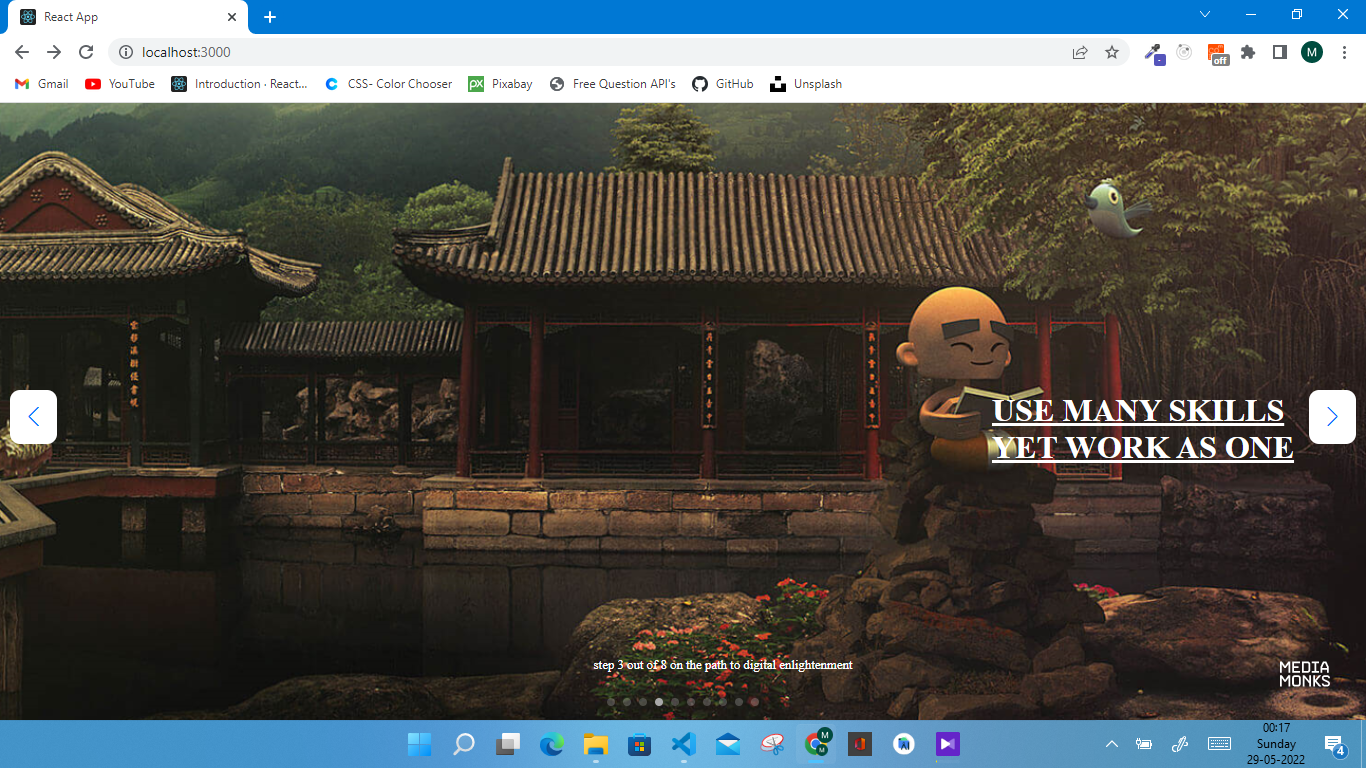 React App
localhost:3000
off
M
Gmail
YouTube
Introduction · React...
CSS- Color Chooser
px
Pixabay
Free Question API's
GitHub
Unsplash
USE MANY SKILLS
YET WORK AS ONE
step 3 out of 8 on the path to digital enlightenment
MEDIA
MONKS
M
M
00:17
Sunday
29-05-2022
4